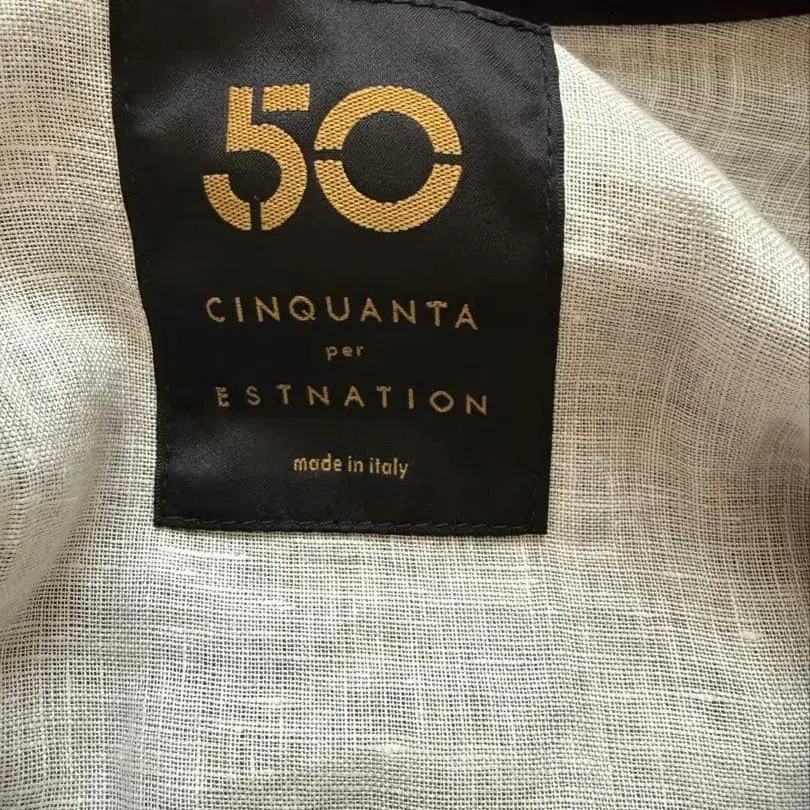 50
CINQUANTA
per
ESTNATION
made in italy